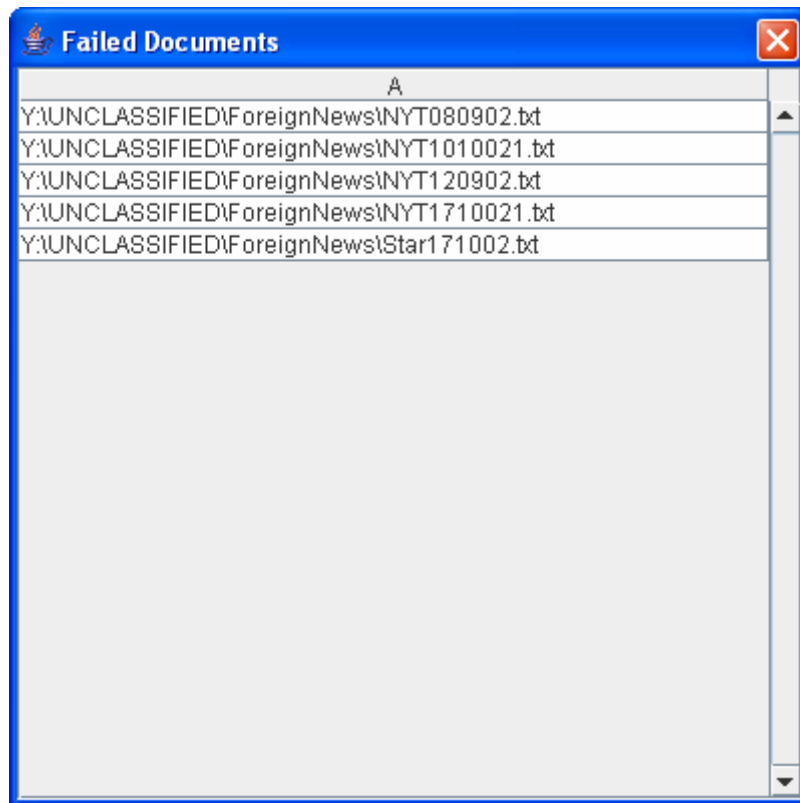 Failed Documents
A
Y:\UNCLASSIFIED\ForeignNews\NYT080902.txt
Y:\UNCLASSIFIED\ForeignNews\NYT1010021.txt
Y:\UNCLASSIFIED\ForeignNews\NYT120902.txt
Y:\UNCLASSIFIED\ForeignNews\NYT1710021.txt
Y:\UNCLASSIFIED\ForeignNews\Star171002.txt